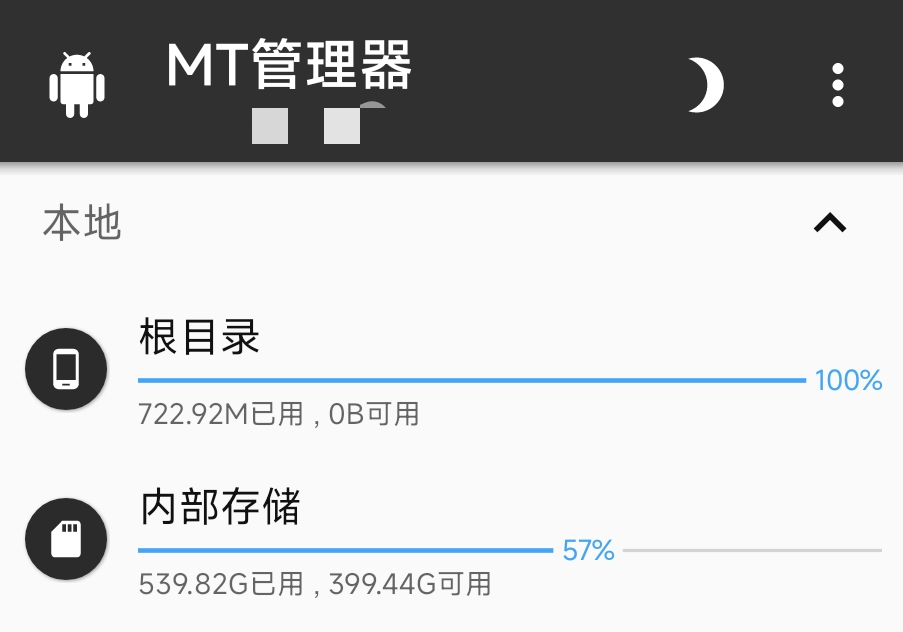 MT管理器
本地
根目录
100%
722.92M已用 , 0B可用
内部存储
57%
539.82G已用 , 399.44G可用